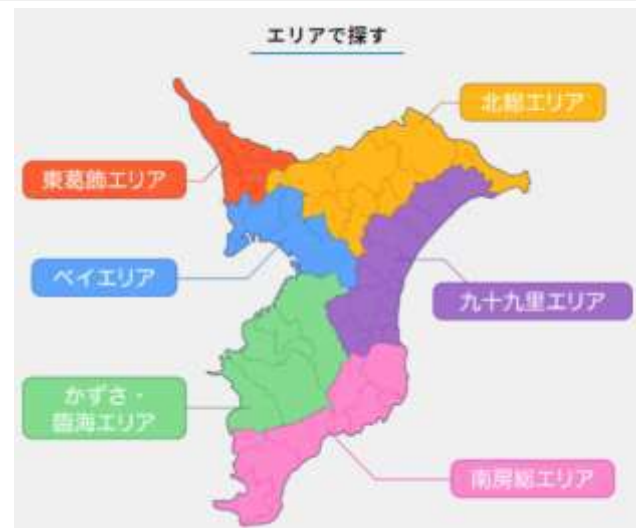 エリアで探す
北総エリア
東葛飾エリア
ベイエリア
九十九里エリア
かずさ・
臨海エリア
南房総エリア